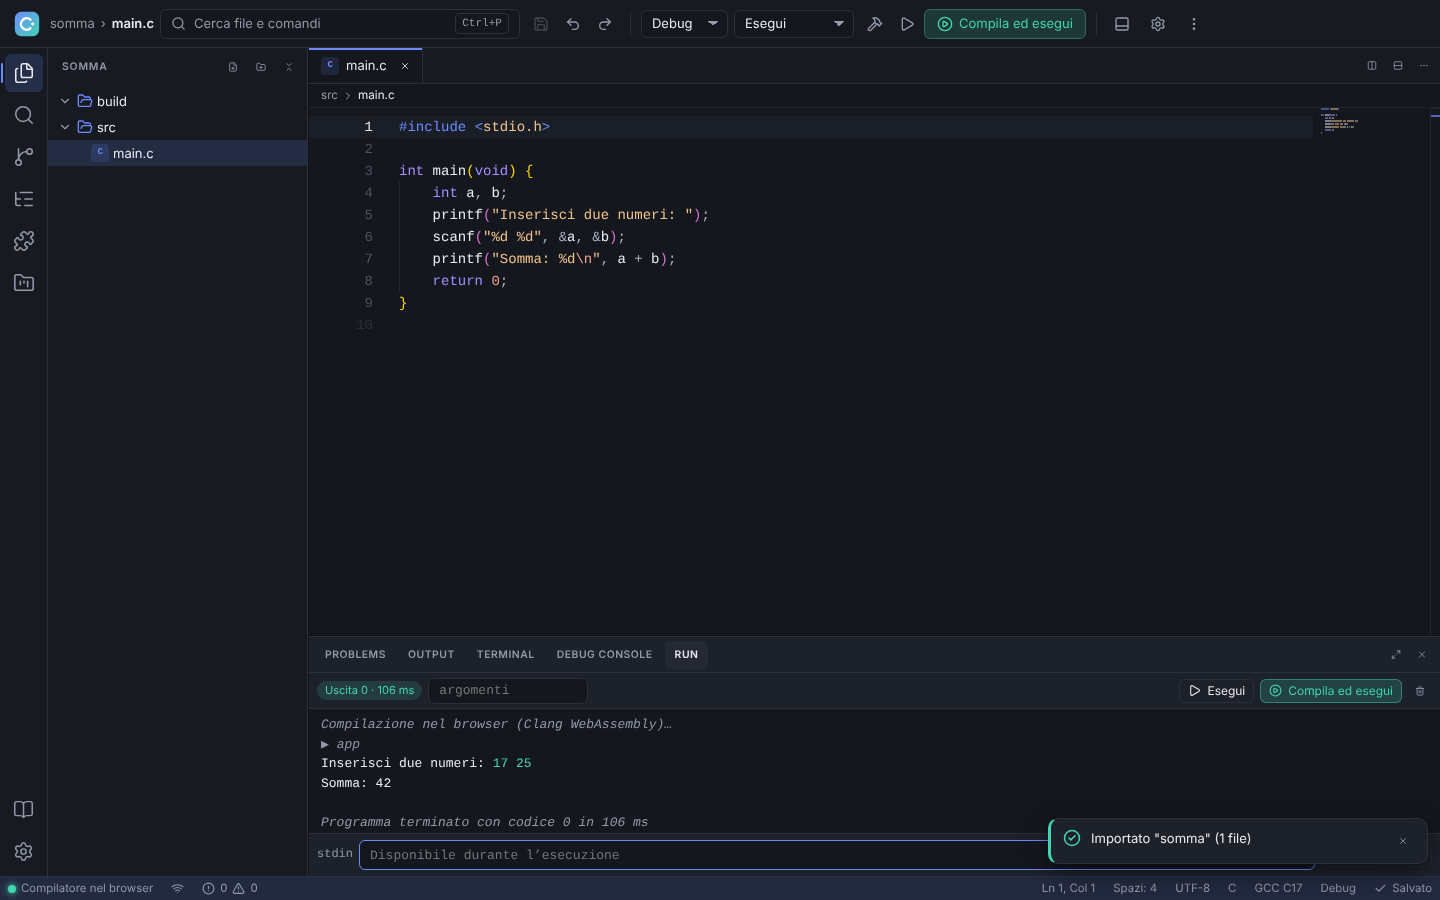 somma › main.c
Cerca file e comandi
Ctrl+P
Debug
Esegui
Compila ed esegui
SOMMA
build
src
C main.c
C main.c ×
src › main.c
1 #include <stdio.h>
2
3 int main(void) {
4 int a, b;
5 printf("Inserisci due numeri: ");
6 scanf("%d %d", &a, &b);
7 printf("Somma: %d\n", a + b);
8 return 0;
9 }
10
PROBLEMS OUTPUT TERMINAL DEBUG CONSOLE RUN
Uscita 0 · 106 ms
argomenti
Esegui
Compila ed esegui
Compilazione nel browser (Clang WebAssembly)…
▶ app
Inserisci due numeri: 17 25
Somma: 42
Programma terminato con codice 0 in 106 ms
stdin
Disponibile durante l’esecuzione
Importato "somma" (1 file)
Compilatore nel browser
0 0
Ln 1, Col 1
Spazi: 4
UTF-8
C
GCC C17
Debug
Salvato